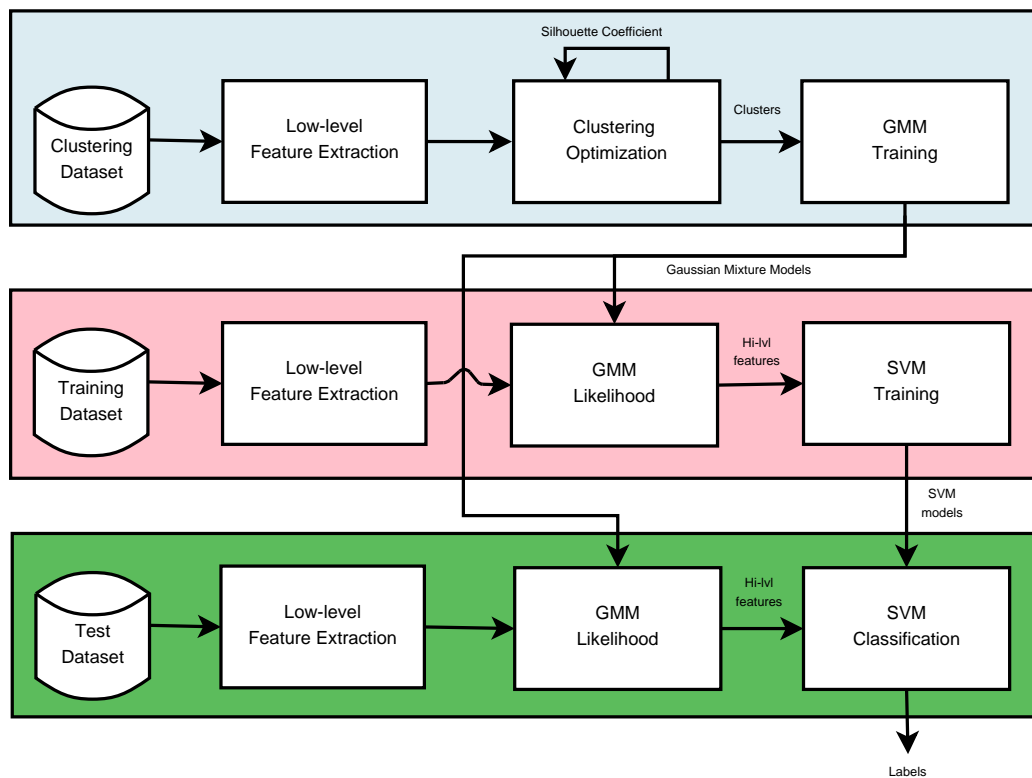 Silhouette Coefficient
Clustering
Dataset
Low-level
Feature Extraction
Clustering
Optimization
Clusters
GMM
Training
Gaussian Mixture Models
Training
Dataset
Low-level
Feature Extraction
GMM
Likelihood
Hi-lvl
features
SVM
Training
SVM
models
Test
Dataset
Low-level
Feature Extraction
GMM
Likelihood
Hi-lvl
features
SVM
Classification
Labels